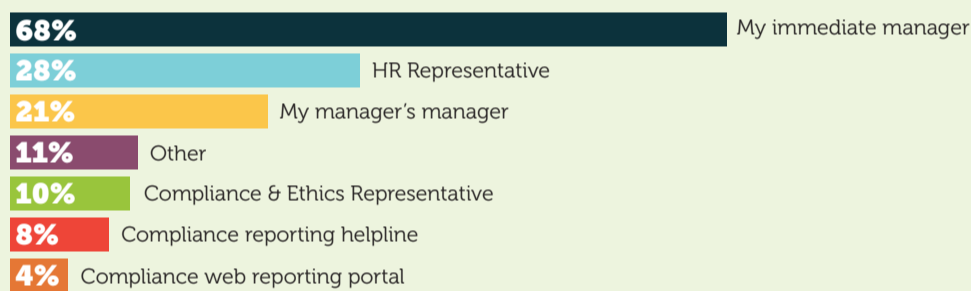 68% My immediate manager
28% HR Representative
21% My manager’s manager
11% Other
10% Compliance & Ethics Representative
8% Compliance reporting helpline
4% Compliance web reporting portal